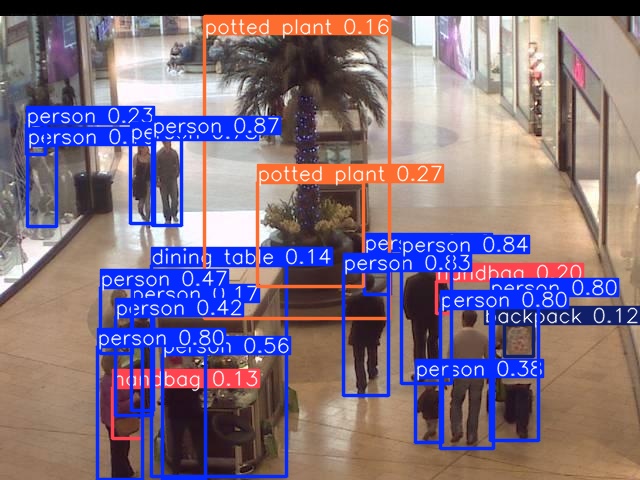 potted plant 0.16
person 0.23
person 0.87
potted plant 0.27
person 0.84
dining table 0.14
person 0.83
handbag 0.20
person 0.47
person 0.80
person 0.17
person 0.80
person 0.42
backpack 0.12
person 0.80
person 0.56
person 0.38
handbag 0.13